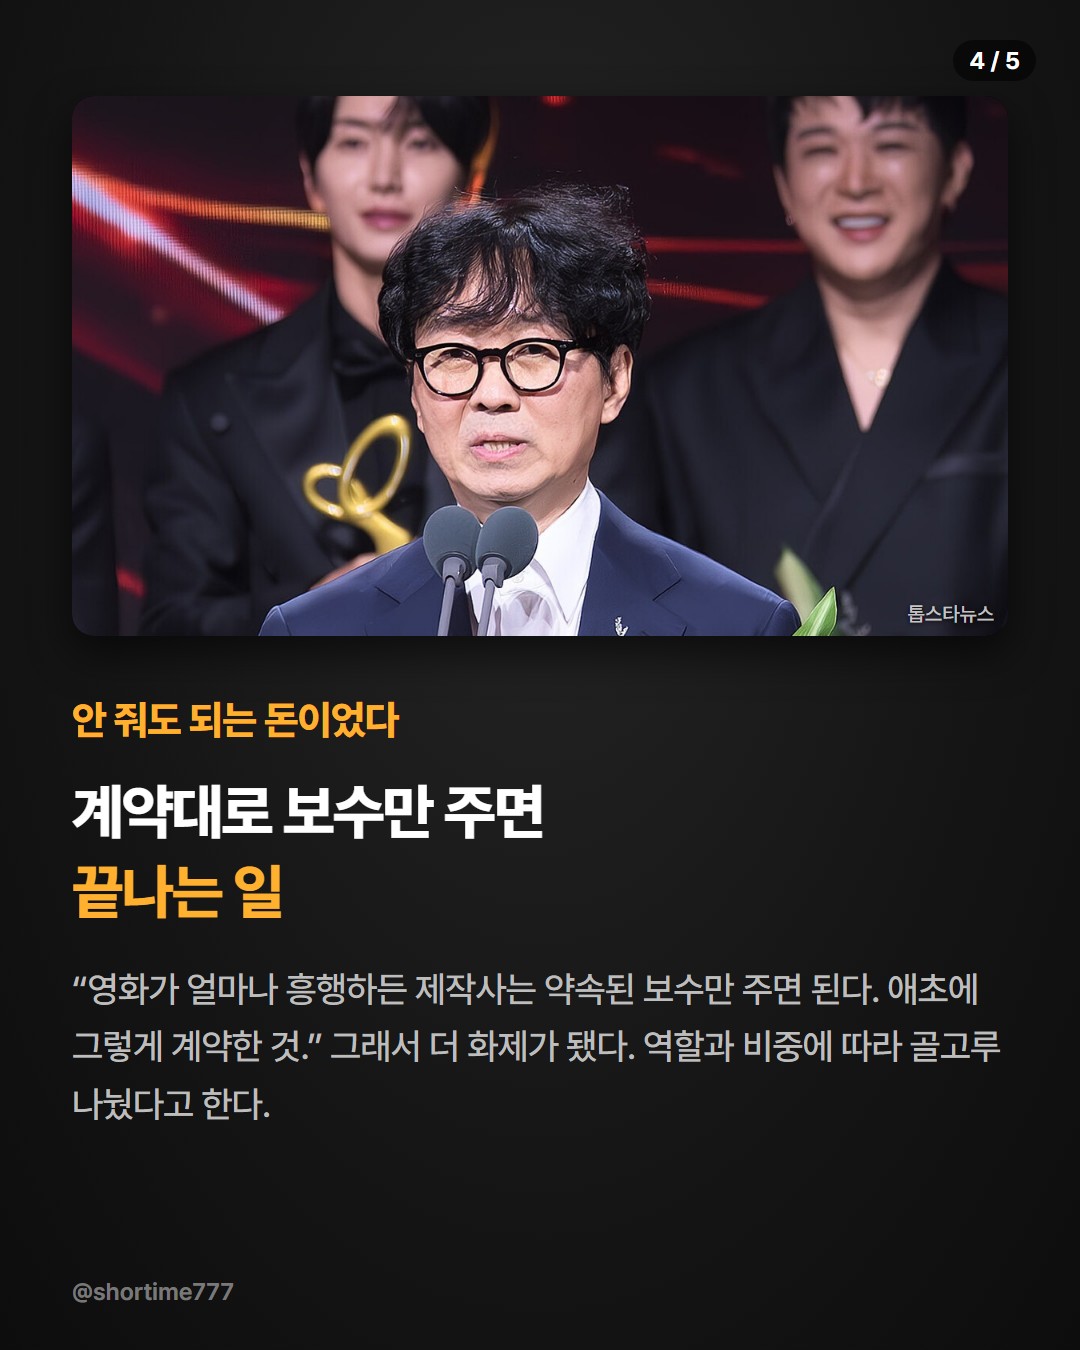 4 / 5
톱스타뉴스
안 줘도 되는 돈이었다
계약대로 보수만 주면
끝나는 일
“영화가 얼마나 흥행하든 제작사는 약속된 보수만 주면 된다. 애초에
그렇게 계약한 것.” 그래서 더 화제가 됐다. 역할과 비중에 따라 골고루
나눴다고 한다.
@shortime777